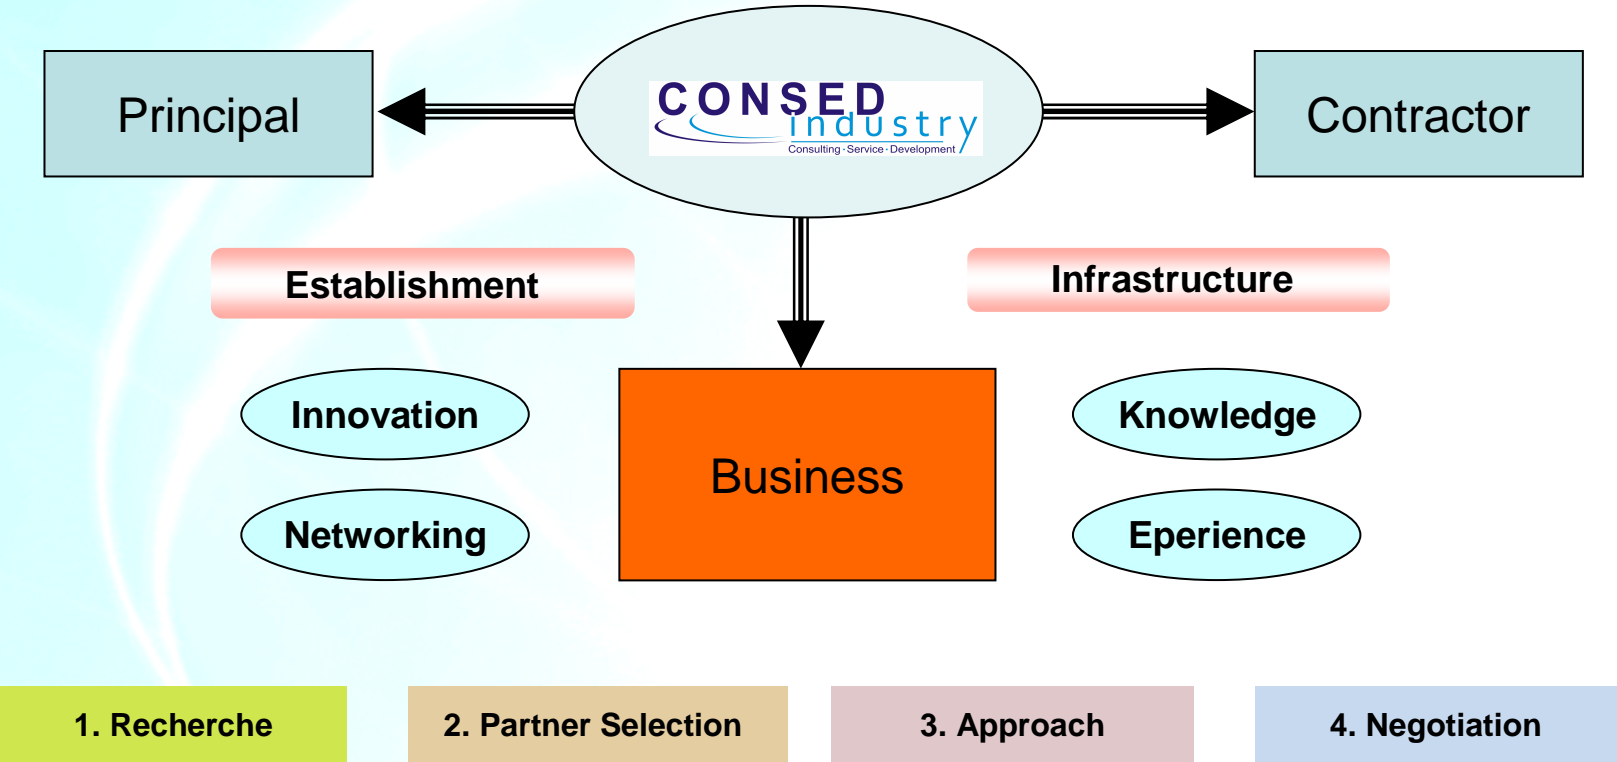 Principal
CONSED
industry
Consulting·Service·Development
Contractor
Establishment
Infrastructure
Innovation
Knowledge
Business
Networking
Eperience
1. Recherche
2. Partner Selection
3. Approach
4. Negotiation